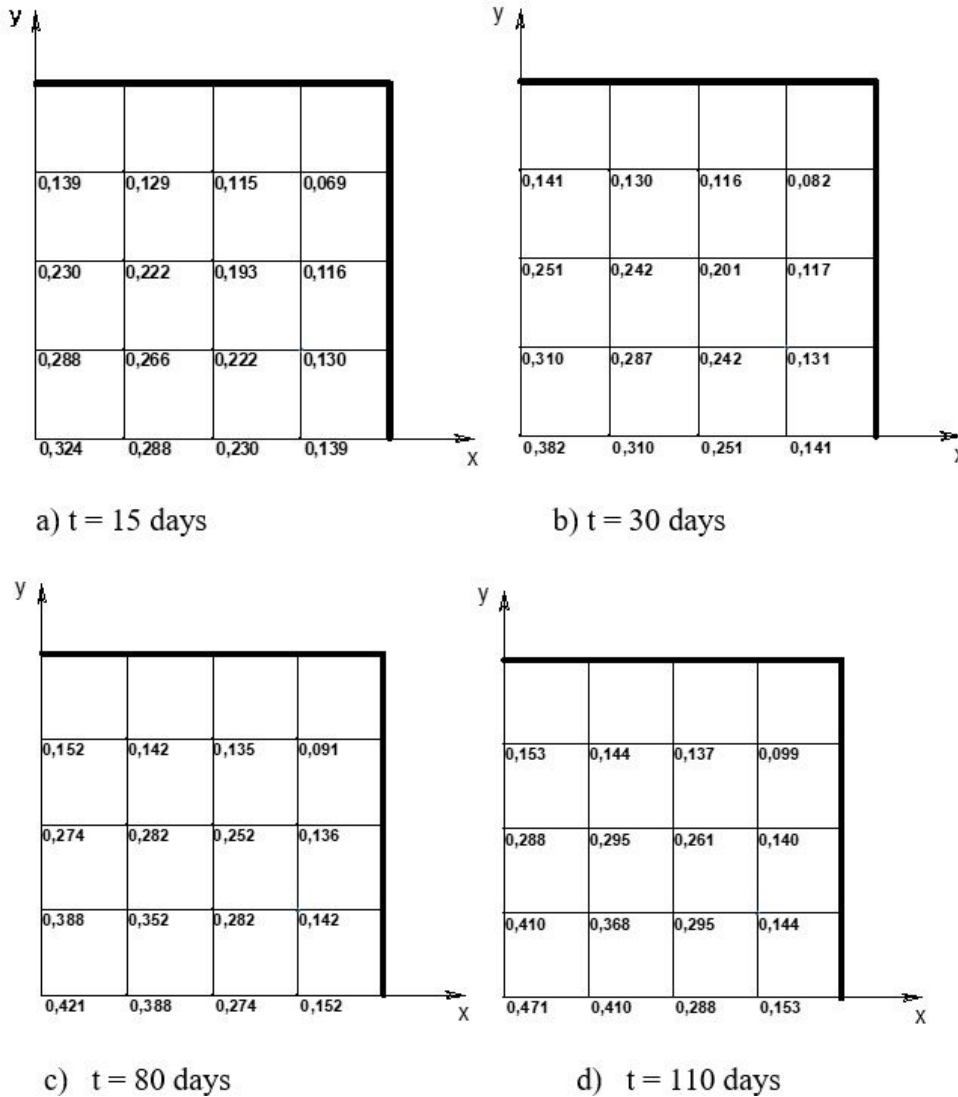 y
0,139 0,129 0,115 0,069
0,230 0,222 0,193 0,116
0,288 0,266 0,222 0,130
0,324 0,288 0,230 0,139
x
a) t = 15 days
y
0,141 0,130 0,116 0,082
0,251 0,242 0,201 0,117
0,310 0,287 0,242 0,131
0,382 0,310 0,251 0,141
x
b) t = 30 days
y
0,152 0,142 0,135 0,091
0,274 0,282 0,252 0,136
0,388 0,352 0,282 0,142
0,421 0,388 0,274 0,152
x
c) t = 80 days
y
0,153 0,144 0,137 0,099
0,288 0,295 0,261 0,140
0,410 0,368 0,295 0,144
0,471 0,410 0,288 0,153
x
d) t = 110 days